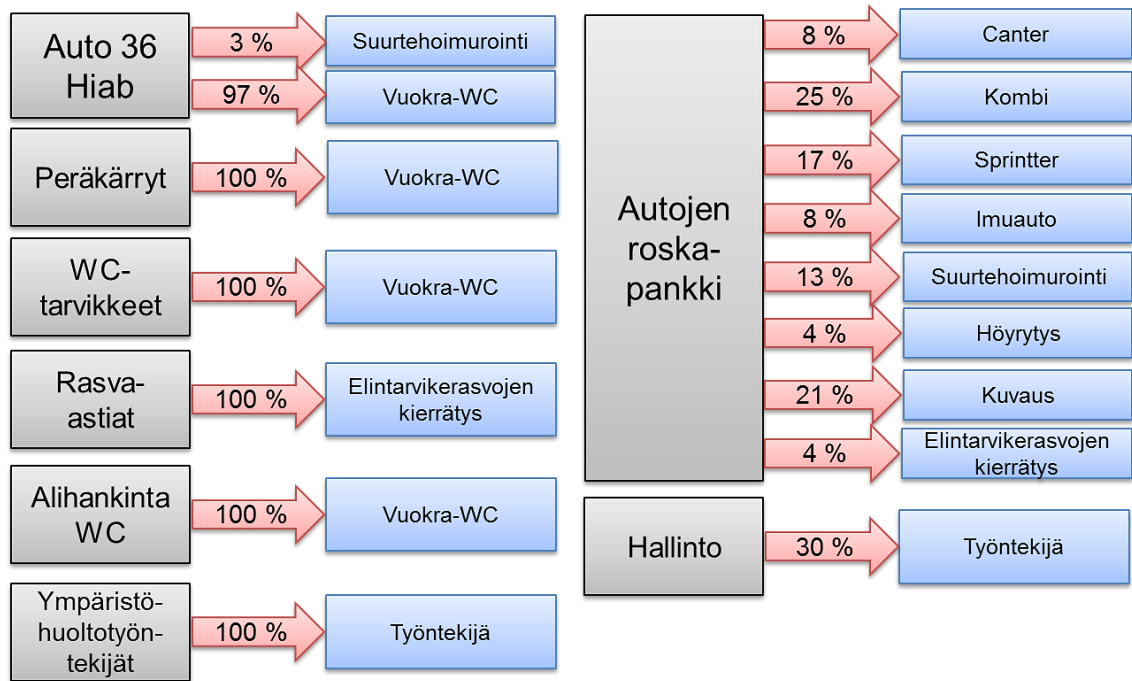 Auto 36
Hiab
3 %
Suurtehoimurointi
97 %
Vuokra-WC
Peräkärryt
100 %
Vuokra-WC
WC-
tarvikkeet
100 %
Vuokra-WC
Rasva-
astiat
100 %
Elintarvikerasvojen
kierrätys
Alihankinta
WC
100 %
Vuokra-WC
Ympäristö-
huoltotyön-
tekijät
100 %
Työntekijä
Autojen
roska-
pankki
8 %
Canter
25 %
Kombi
17 %
Sprintter
8 %
Imuauto
13 %
Suurtehoimurointi
4 %
Höyrytys
21 %
Kuvaus
4 %
Elintarvikerasvojen
kierrätys
Hallinto
30 %
Työntekijä